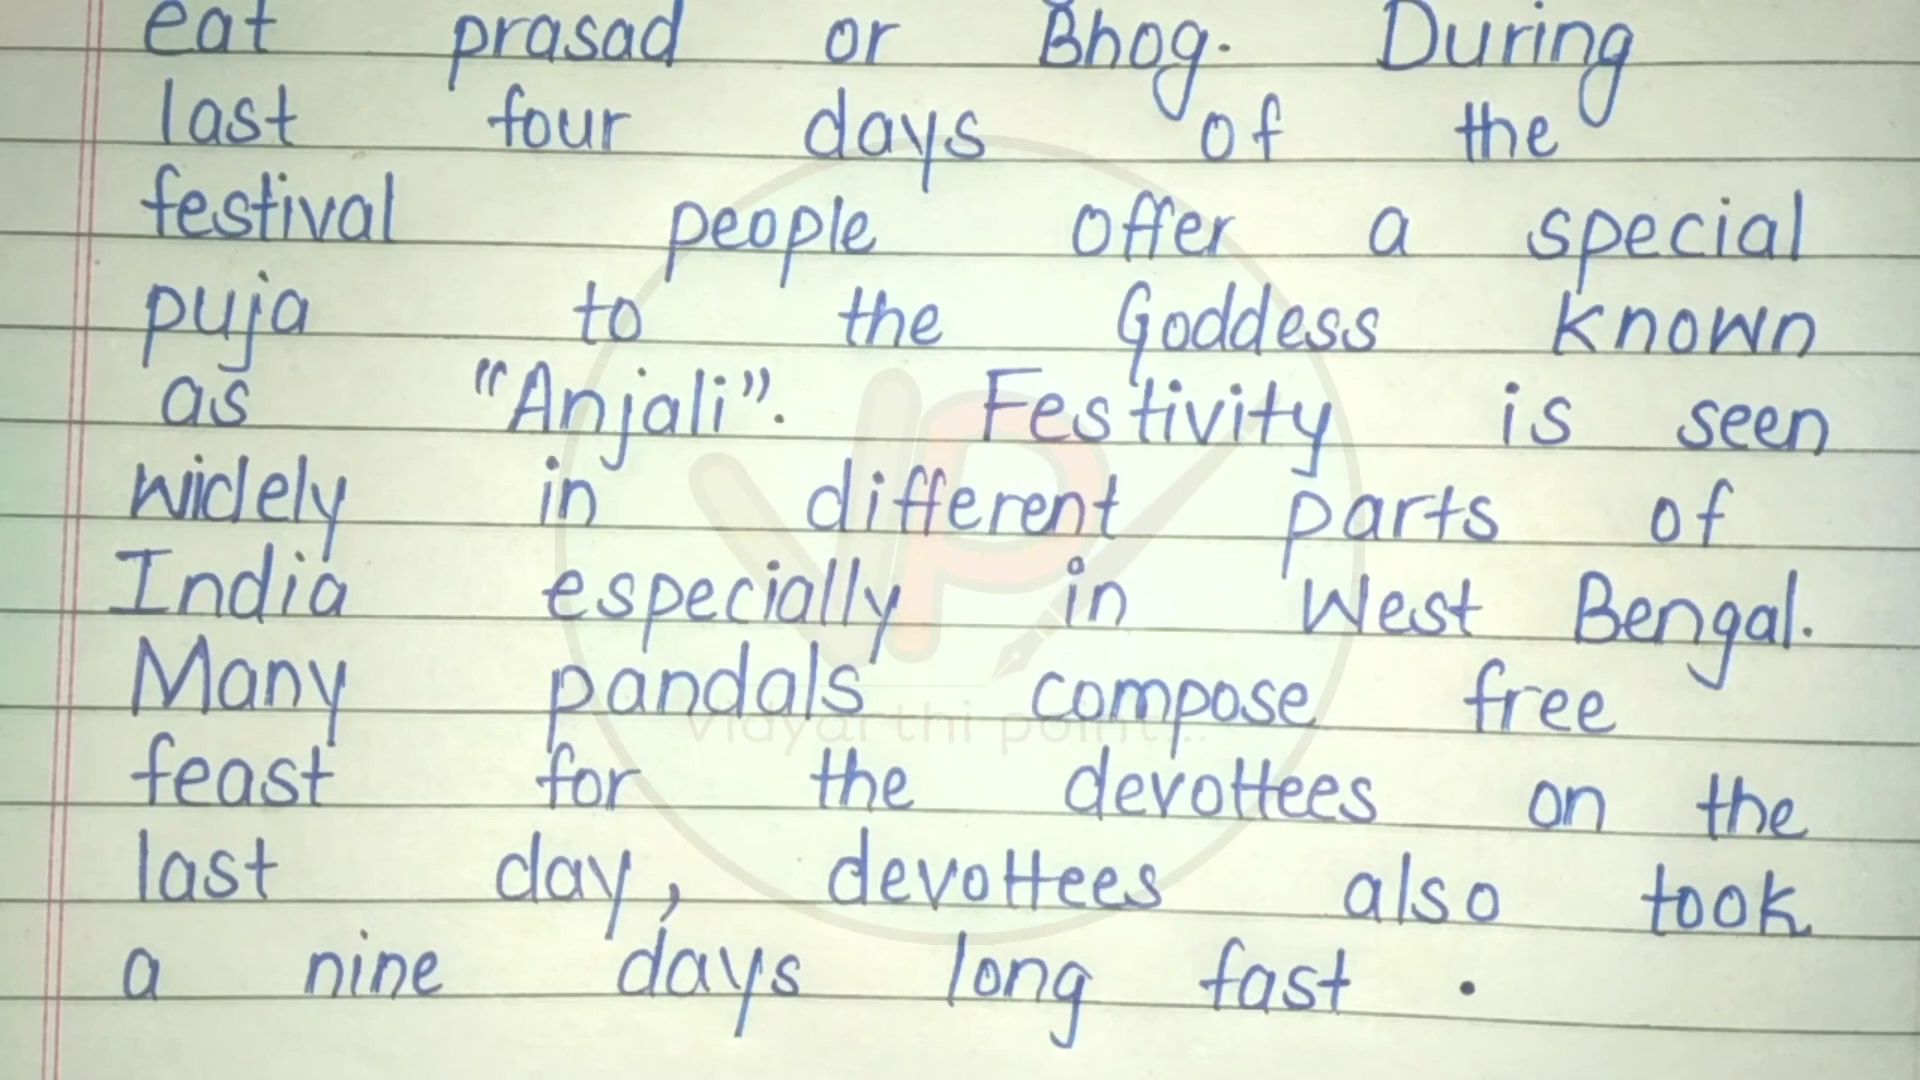 eat prasad or Bhog. During
last four days of the
festival people offer a special
puja to the Goddess known
as "Anjali". Festivity is seen
widely in different parts of
India especially in West Bengal.
Many pandals compose free
Vidyarthi point...
feast for the devottees on the
last day, devottees also took
a nine days long fast .